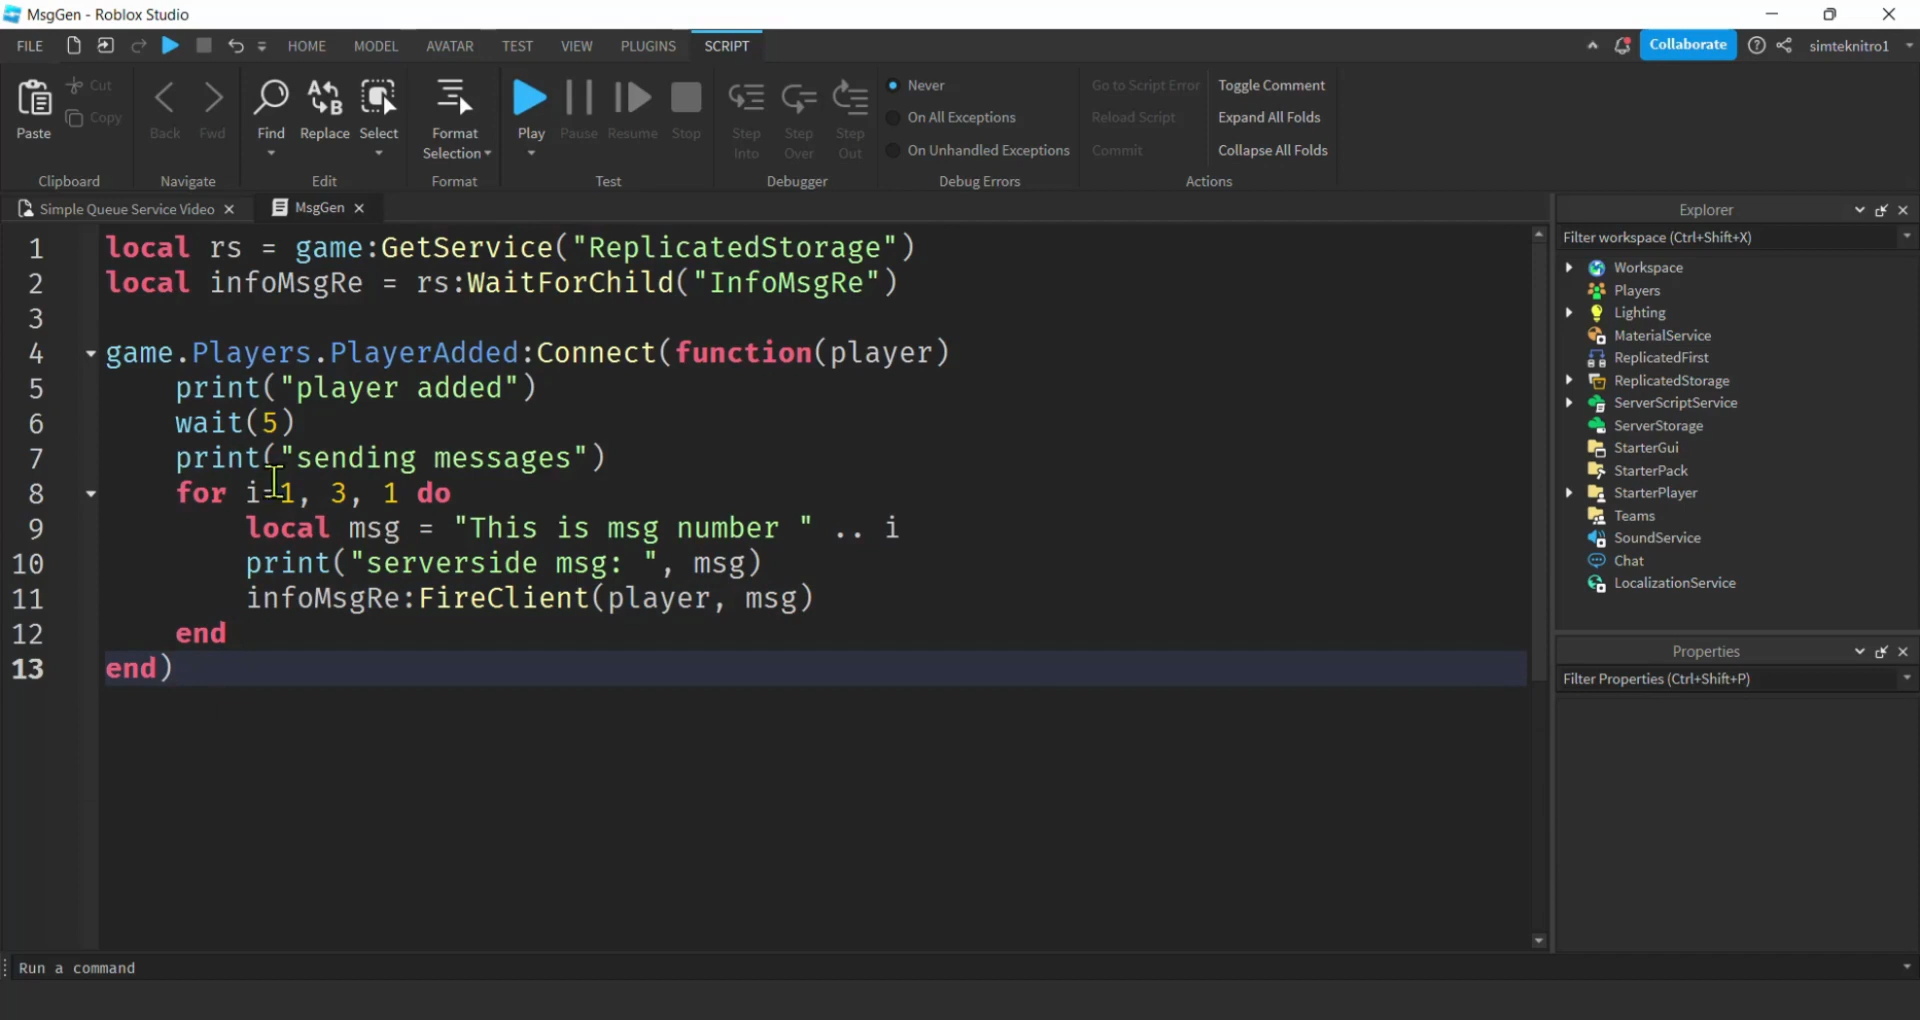 MsgGen - Roblox Studio
FILE HOME MODEL AVATAR TEST VIEW PLUGINS SCRIPT Collaborate simteknitro1
Paste
Cut
Copy
Clipboard
Back Fwd
Navigate
Find Replace Select
Edit
Format
Selection
Format
Play Pause Resume Stop
Test
Step
Into
Step
Over
Step
Out
Debugger
Never
On All Exceptions
On Unhandled Exceptions
Debug Errors
Go to Script Error
Reload Script
Commit
Toggle Comment
Expand All Folds
Collapse All Folds
Actions
Simple Queue Service Video
MsgGen
1 local rs = game:GetService("ReplicatedStorage")
2 local infoMsgRe = rs:WaitForChild("InfoMsgRe")
3
4 game.Players.PlayerAdded:Connect(function(player)
5 print("player added")
6 wait(5)
7 print("sending messages")
8 for i=1, 3, 1 do
9 local msg = "This is msg number " .. i
10 print("serverside msg: ", msg)
11 infoMsgRe:FireClient(player, msg)
12 end
13 end)
Explorer
Filter workspace (Ctrl+Shift+X)
Workspace
Players
Lighting
MaterialService
ReplicatedFirst
ReplicatedStorage
ServerScriptService
ServerStorage
StarterGui
StarterPack
StarterPlayer
Teams
SoundService
Chat
LocalizationService
Properties
Filter Properties (Ctrl+Shift+P)
Run a command